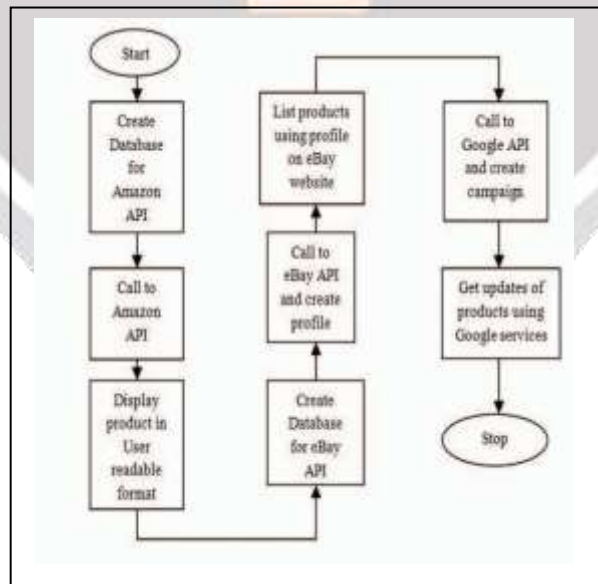 Start
Create
Database
for
Amazon
API
Call to
Amazon
API
Display
product in
User
readable
format
Create
Database
for eBay
API
Call to
eBay API
and create
profile
List products
using profile
on eBay
website
Call to
Google API
and create
campaign
Get updates of
products using
Google services
Stop